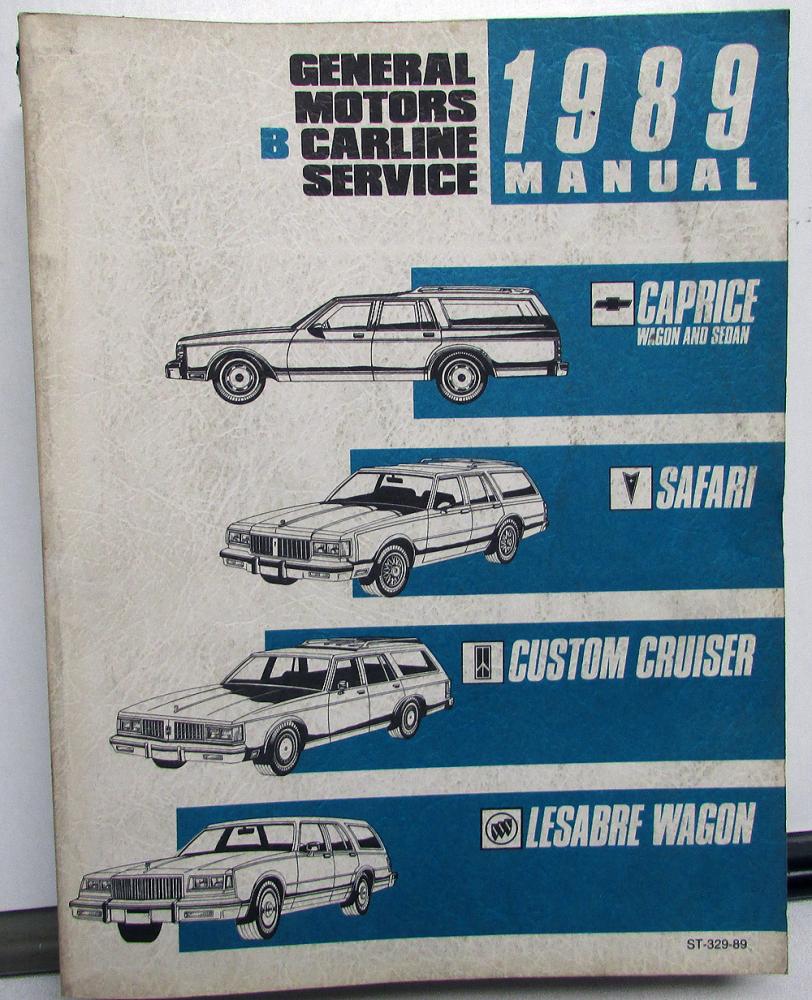 GENERAL
MOTORS
B CARLINE
SERVICE
1989
MANUAL
CAPRICE
WAGON AND SEDAN
SAFARI
CUSTOM CRUISER
LESABRE WAGON
ST-329-89